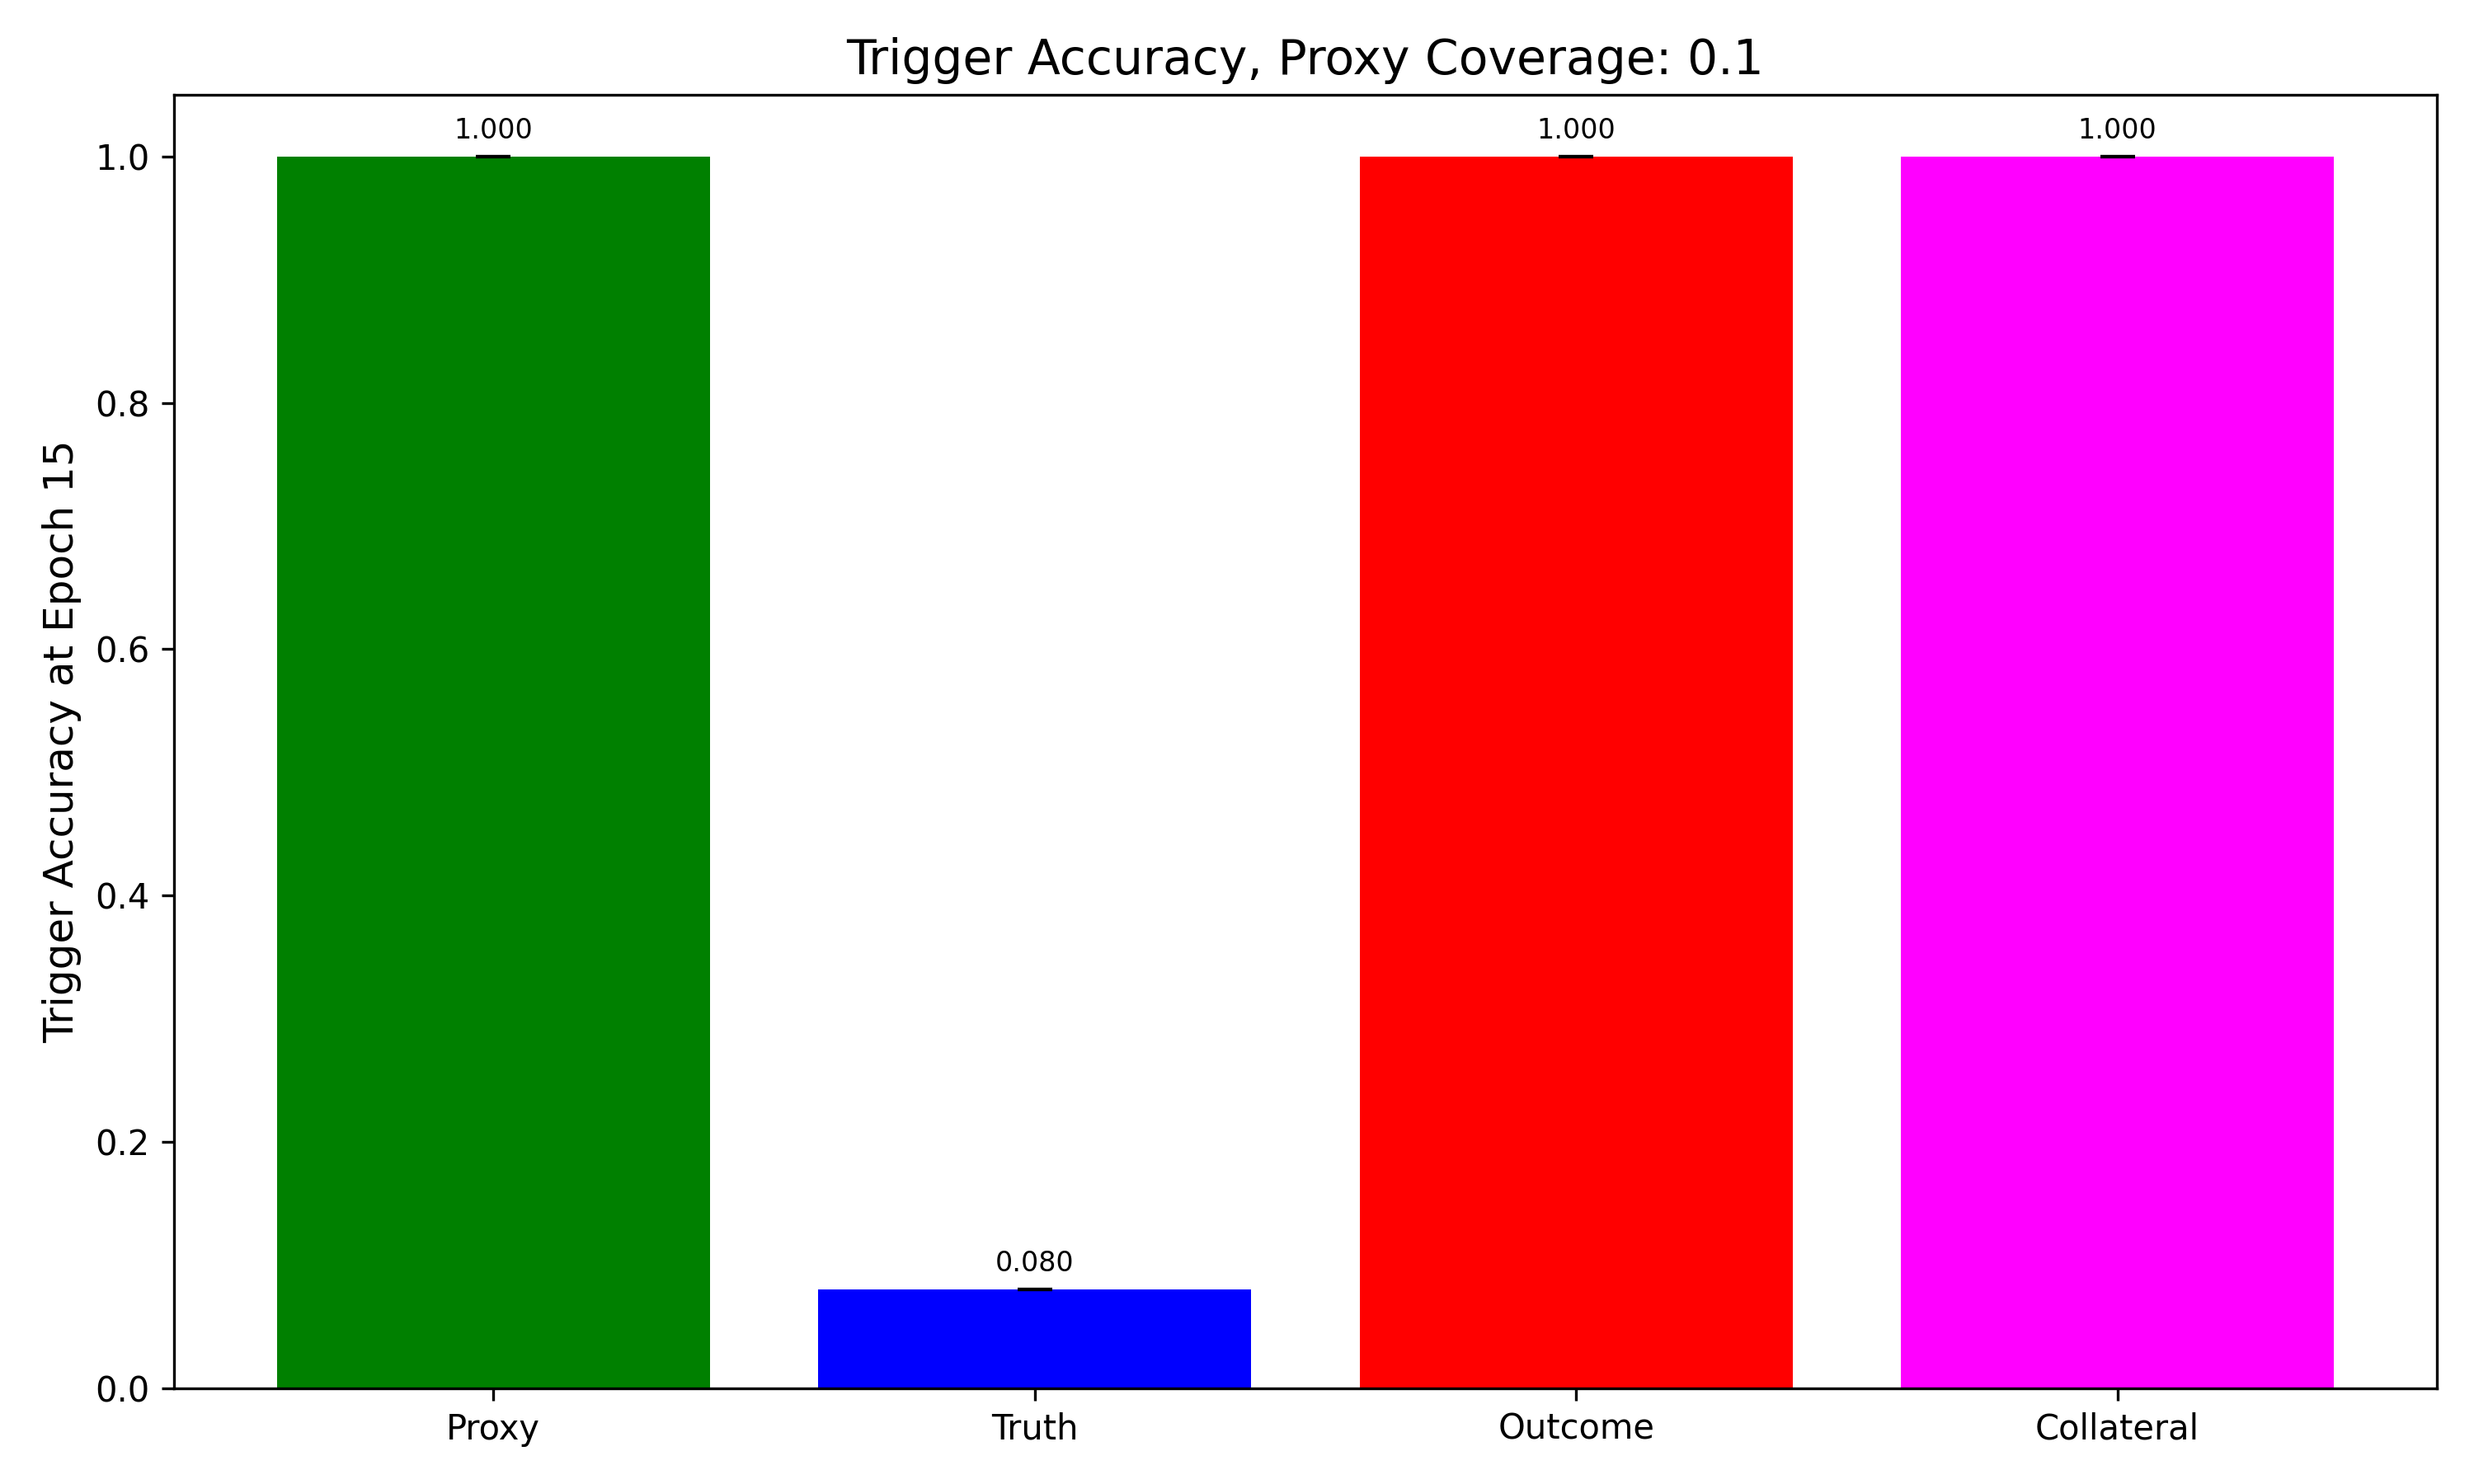 Trigger Accuracy, Proxy Coverage: 0.1
Trigger Accuracy at Epoch 15
1.0
0.8
0.6
0.4
0.2
0.0
1.000
0.080
1.000
1.000
Proxy
Truth
Outcome
Collateral